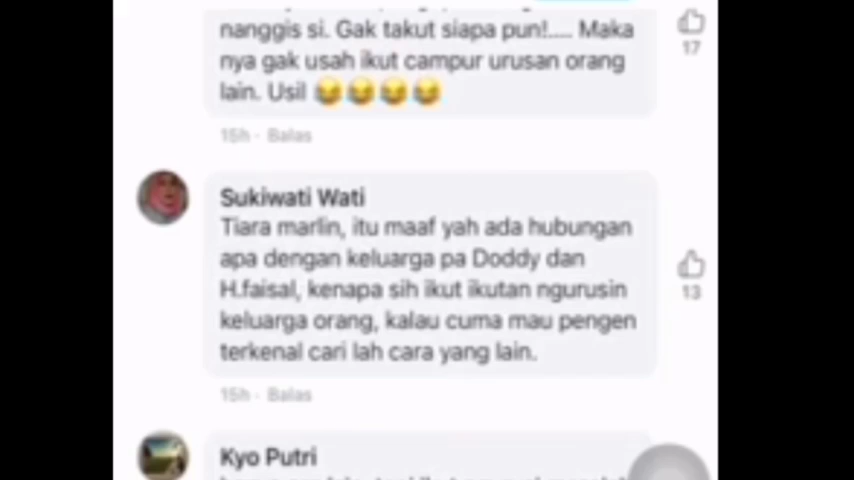 nanggis si. Gak takut siapa pun!.... Maka
nya gak usah ikut campur urusan orang
lain. Usil 😂😂😂😂
17
15h · Balas
Sukiwati Wati
Tiara marlin, itu maaf yah ada hubungan
apa dengan keluarga pa Doddy dan
H.faisal, kenapa sih ikut ikutan ngurusin
keluarga orang, kalau cuma mau pengen
terkenal cari lah cara yang lain.
13
15h · Balas
Kyo Putri